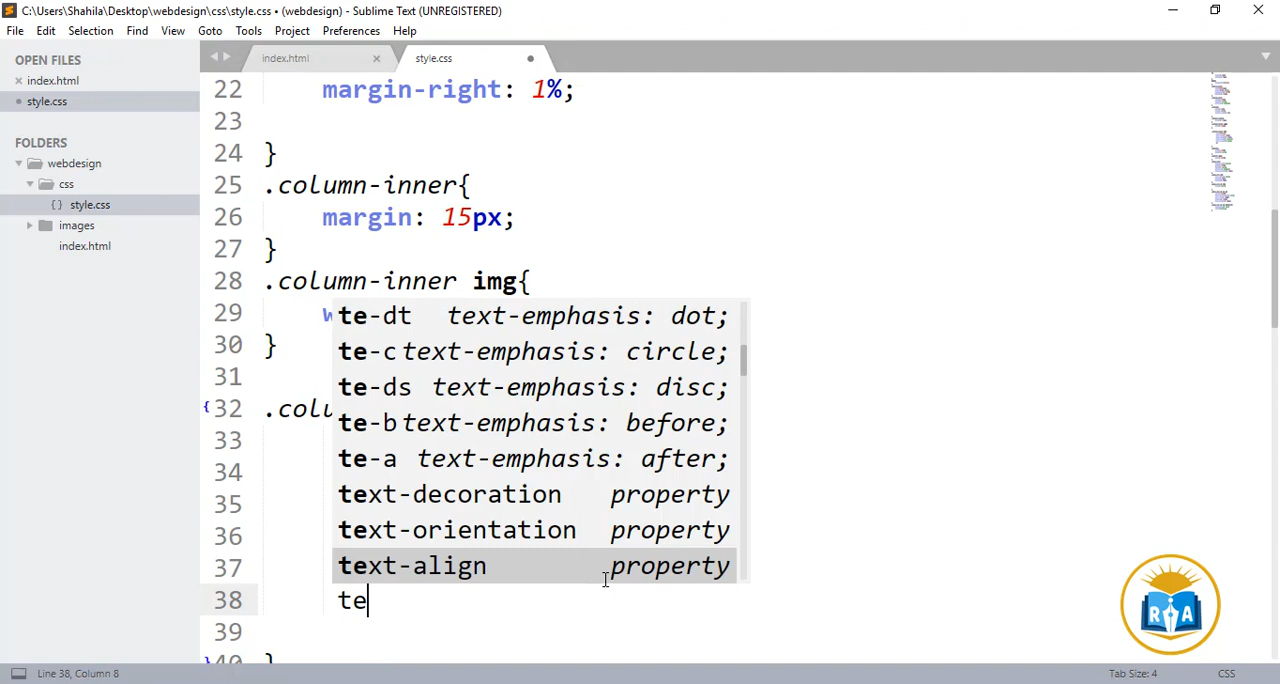 C:\Users\Shahila\Desktop\webdesign\css\style.css • (webdesign) - Sublime Text (UNREGISTERED)
File Edit Selection Find View Goto Tools Project Preferences Help
OPEN FILES
index.html
style.css
FOLDERS
webdesign
css
style.css
images
index.html
index.html
style.css
22 margin-right: 1%;
23
24 }
25 .column-inner{
26 margin: 15px;
27 }
28 .column-inner img{
29 w
30 }
31
32 .colu
33
34
35
36
37
38 te
39
40 }
te-dt text-emphasis: dot;
te-c text-emphasis: circle;
te-ds text-emphasis: disc;
te-b text-emphasis: before;
te-a text-emphasis: after;
text-decoration property
text-orientation property
text-align property
R A
Line 38, Column 8
Tab Size: 4
CSS